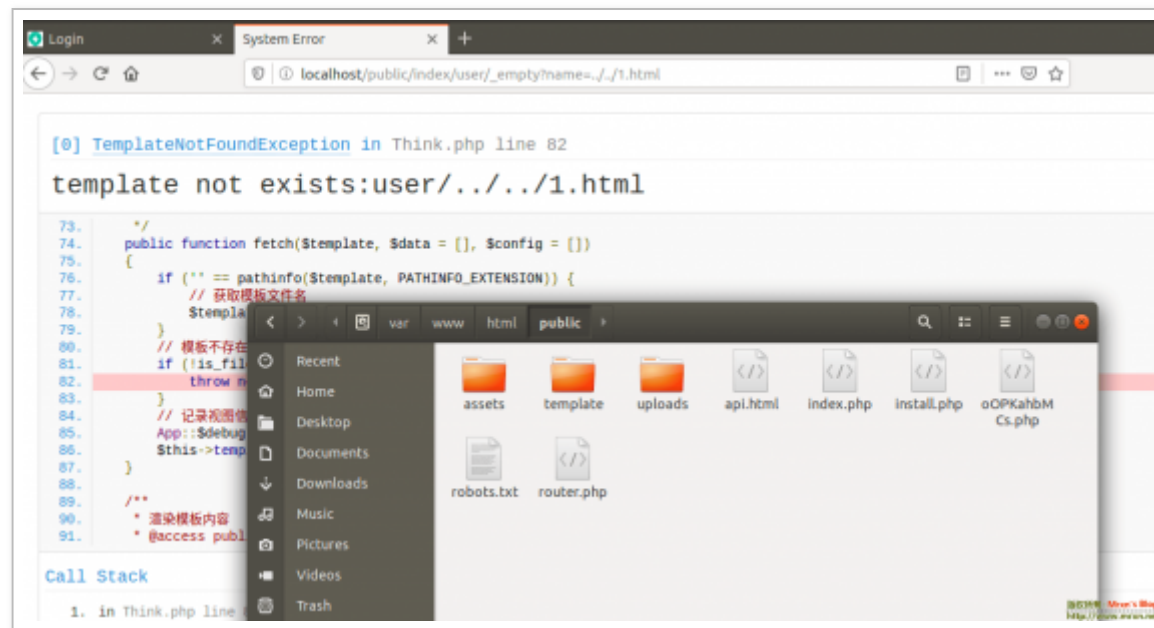 Login
System Error
localhost/public/index/user/_empty?name=../../1.html
[0] TemplateNotFoundException in Think.php line 82
template not exists:user/../../1.html
73. */
74. public function fetch($template, $data = [], $config = [])
75. {
76. if ('' == pathinfo($template, PATHINFO_EXTENSION)) {
77. // 获取模板文件名
78. $templa
79. }
80. // 模板不存在
81. if (!is_fil
82. throw n
83. }
84. // 记录视图信
85. App::$debug
86. $this->temp
87. }
88.
89. /**
90. * 渲染模板内容
91. * @access publ
Call Stack
1. in Think.php line
var www html public
Recent
Home
Desktop
Documents
Downloads
Music
Pictures
Videos
Trash
assets template uploads api.html index.php install.php oOPKahbMCs.php
robots.txt router.php